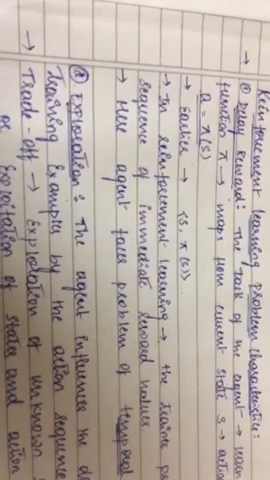 Reinforcement learning problem characteristics:
→ ① Delay Reward: The task of the agent → learn
function π → maps from current state s → action
a = π(s)
→ Earlier → (s, π(s))
→ In reinforcement learning → the trainer p
sequence of immediate reward values
→ Here agent faces problem of temporal
② Exploration: The agent influences the d
training Examples by the action sequence
→ Trade-off → Exploration of unknown
or Exploitation of states and action